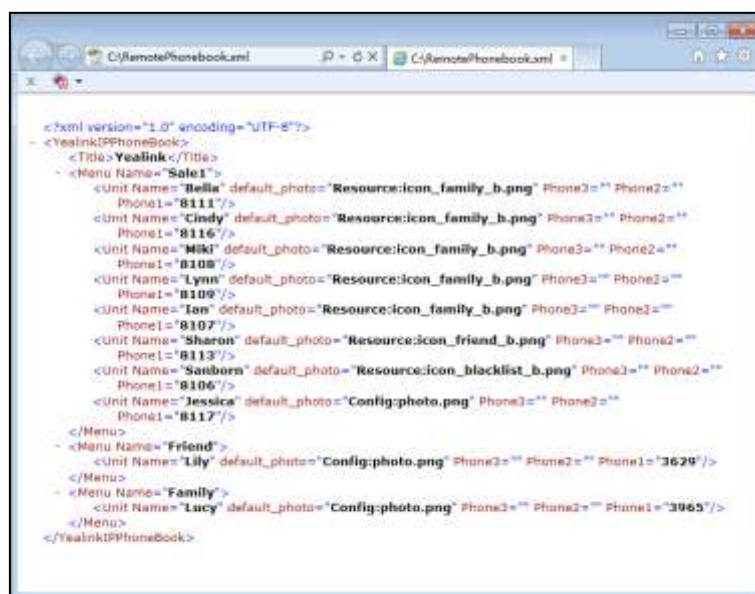 C:\RemotePhonebook.xml
C:\RemotePhonebook.xml
<?xml version="1.0" encoding="UTF-8"?>
- <YealinkIPPhoneBook>
<Title>Yealink</Title>
- <Menu Name="Sale1">
<Unit Name="Bella" default_photo="Resource:icon_family_b.png" Phone3="" Phone2=""
Phone1="8111"/>
<Unit Name="Cindy" default_photo="Resource:icon_family_b.png" Phone3="" Phone2=""
Phone1="8116"/>
<Unit Name="Miki" default_photo="Resource:icon_family_b.png" Phone3="" Phone2=""
Phone1="8108"/>
<Unit Name="Lynn" default_photo="Resource:icon_family_b.png" Phone3="" Phone2=""
Phone1="8109"/>
<Unit Name="Ian" default_photo="Resource:icon_family_b.png" Phone3="" Phone2=""
Phone1="8107"/>
<Unit Name="Sharon" default_photo="Resource:icon_friend_b.png" Phone3="" Phone2=""
Phone1="8113"/>
<Unit Name="Sanborn" default_photo="Resource:icon_blacklist_b.png" Phone3="" Phone2=""
Phone1="8106"/>
<Unit Name="Jessica" default_photo="Config:photo.png" Phone3="" Phone2=""
Phone1="8117"/>
</Menu>
- <Menu Name="Friend">
<Unit Name="Lily" default_photo="Config:photo.png" Phone3="" Phone2="" Phone1="3629"/>
</Menu>
- <Menu Name="Family">
<Unit Name="Lucy" default_photo="Config:photo.png" Phone3="" Phone2="" Phone1="3965"/>
</Menu>
</YealinkIPPhoneBook>